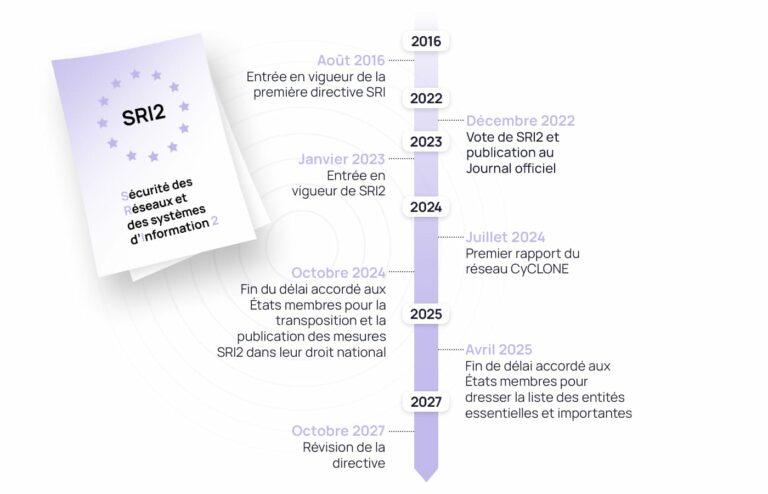 SRI2
Sécurité des
Réseaux et
des systèmes
d'Information 2
2016
Août 2016
Entrée en vigueur de la
première directive SRI
2022
Décembre 2022
Vote de SRI2 et
publication au
Journal officiel
2023
Janvier 2023
Entrée en
vigueur de SRI2
2024
Juillet 2024
Premier rapport du
réseau CyCLONE
Octobre 2024
Fin du délai accordé aux
États membres pour la
transposition et la
publication des mesures
SRI2 dans leur droit national
2025
Avril 2025
Fin de délai accordé aux
États membres pour
dresser la liste des entités
essentielles et importantes
2027
Octobre 2027
Révision de la
directive